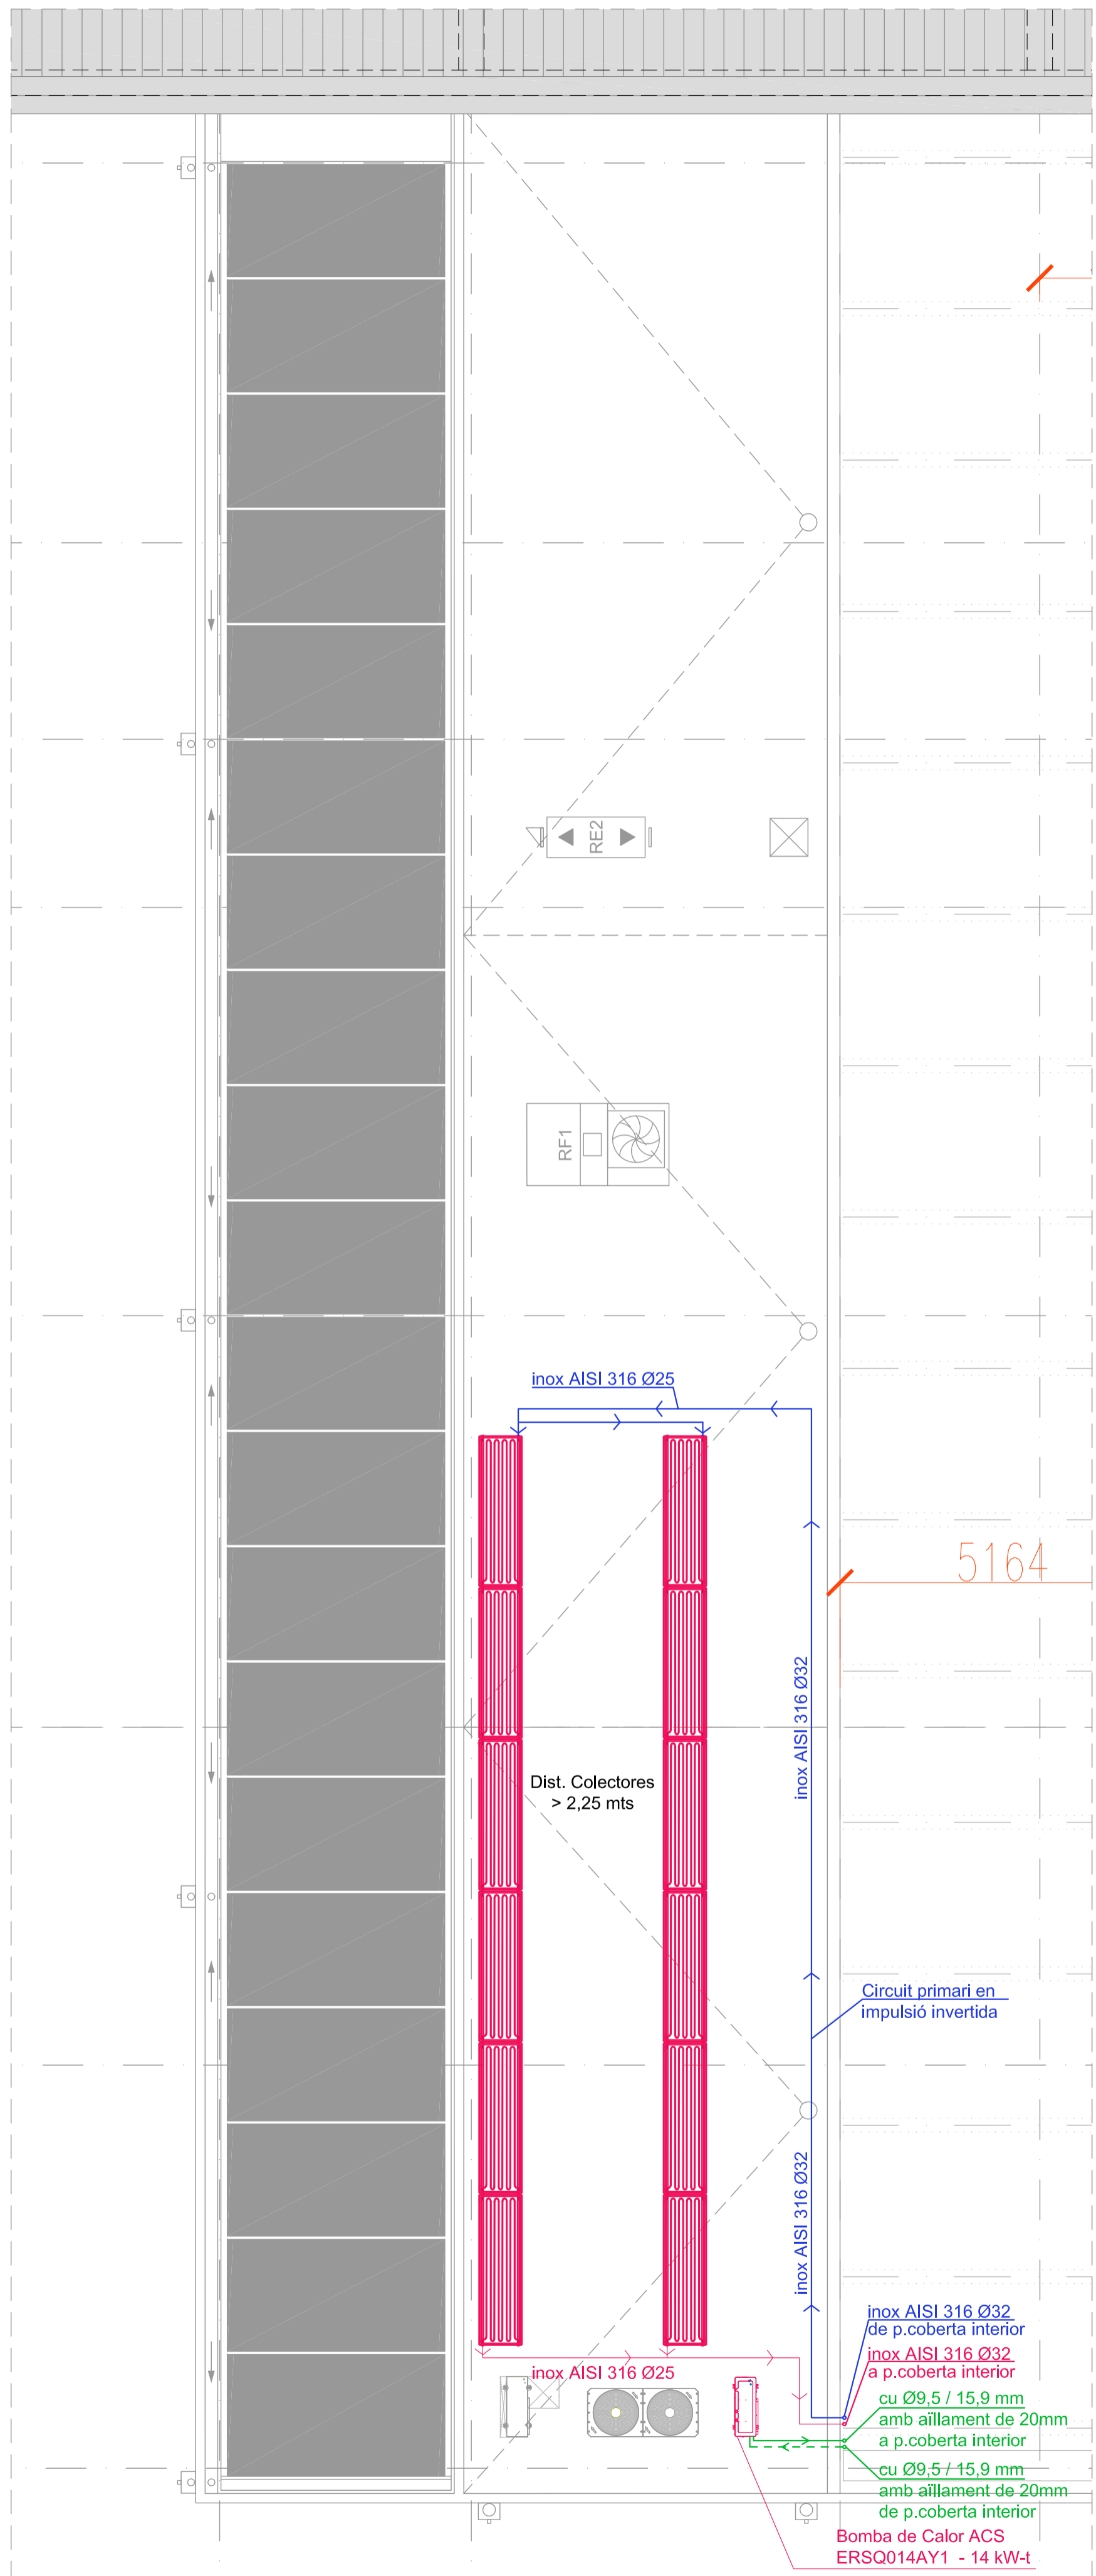 RE2
RF1
inox AISI 316 Ø25
5164
inox AISI 316 Ø32
Dist. Colectores
> 2,25 mts
Circuit primari en
impulsió invertida
inox AISI 316 Ø32
inox AISI 316 Ø32
de p.coberta interior
inox AISI 316 Ø32
a p.coberta interior
inox AISI 316 Ø25
cu Ø9,5 / 15,9 mm
amb aïllament de 20mm
a p.coberta interior
cu Ø9,5 / 15,9 mm
amb aïllament de 20mm
de p.coberta interior
Bomba de Calor ACS
ERSQ014AY1 - 14 kW-t